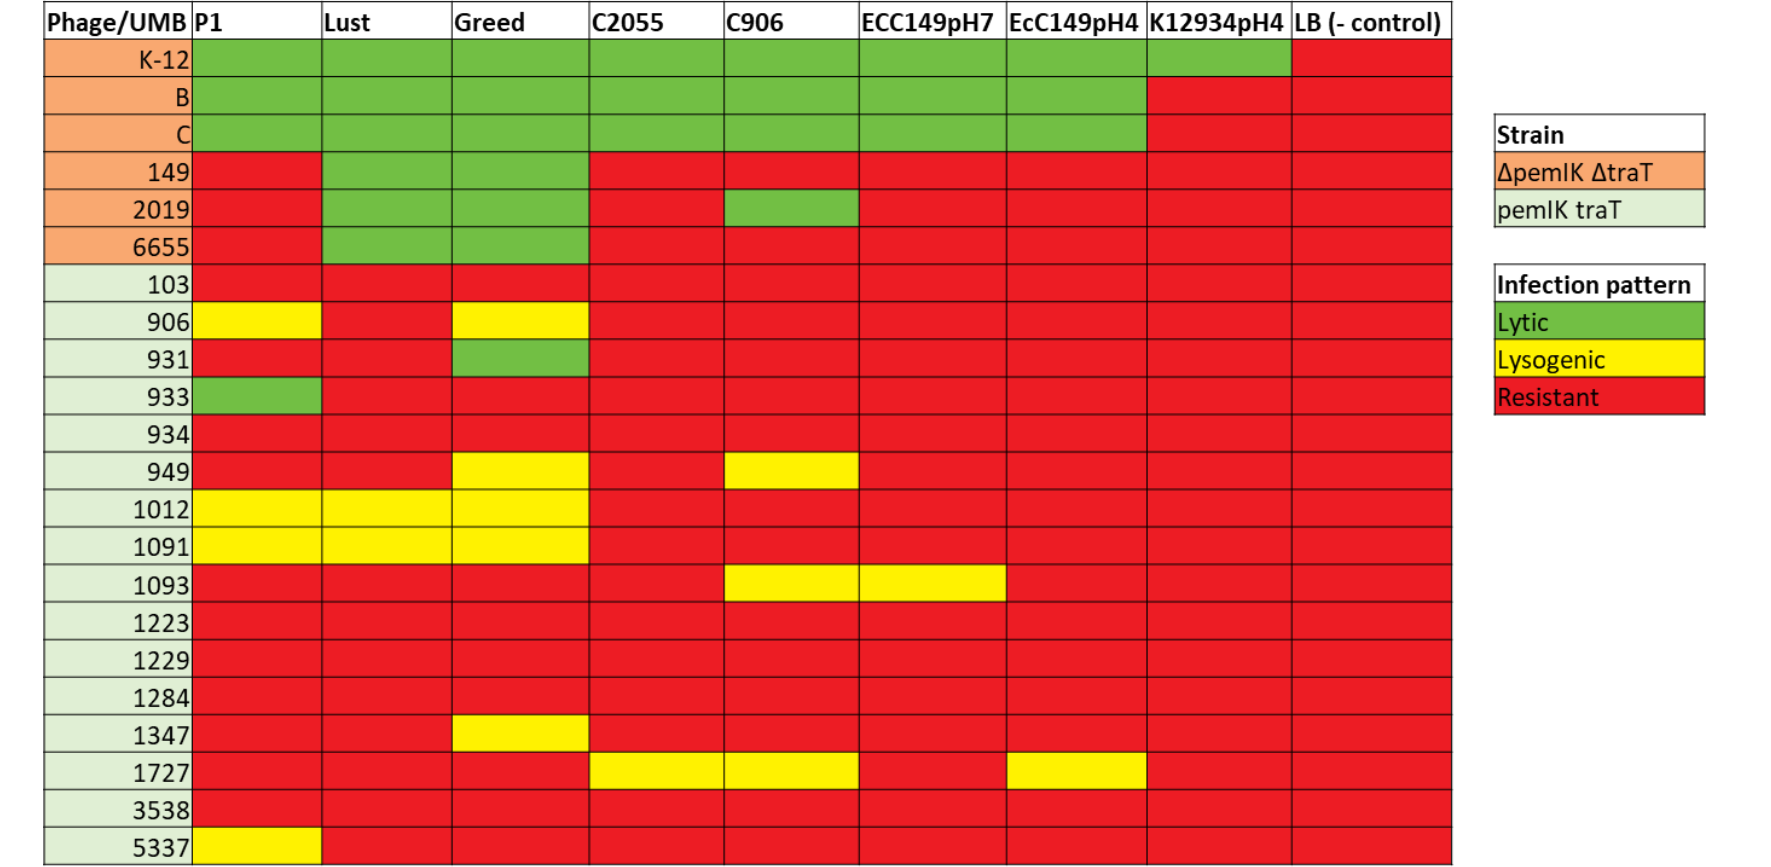 Phage/UMB P1 Lust Greed C2055 C906 ECC149pH7 EcC149pH4 K12934pH4 LB (- control)
K-12
B
C
149
2019
6655
103
906
931
933
934
949
1012
1091
1093
1223
1229
1284
1347
1727
3538
5337
Strain
ΔpemIK ΔtraT
pemIK traT
Infection pattern
Lytic
Lysogenic
Resistant